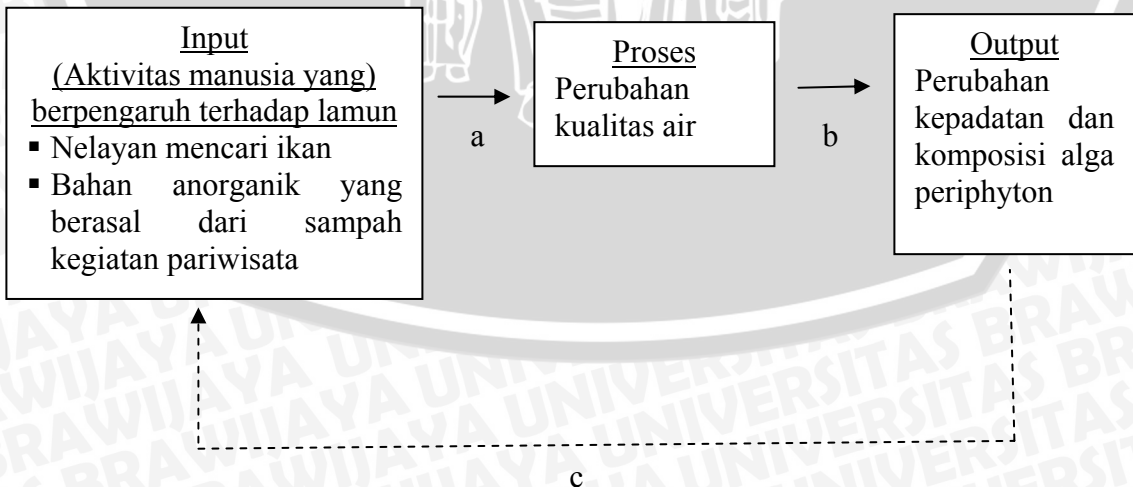 Input
(Aktivitas manusia yang)
berpengaruh terhadap lamun
▪ Nelayan mencari ikan
▪ Bahan anorganik yang
berasal dari sampah
kegiatan pariwisata
a
Proses
Perubahan
kualitas air
b
Output
Perubahan
kepadatan dan
komposisi alga
periphyton
c